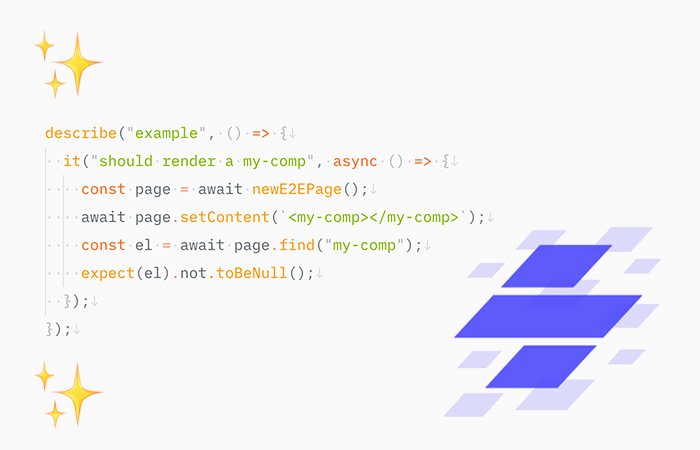 describe("example", () => {
  it("should render a my-comp", async () => {
    const page = await newE2EPage();
    await page.setContent(`<my-comp></my-comp>`);
    const el = await page.find("my-comp");
    expect(el).not.toBeNull();
  });
});